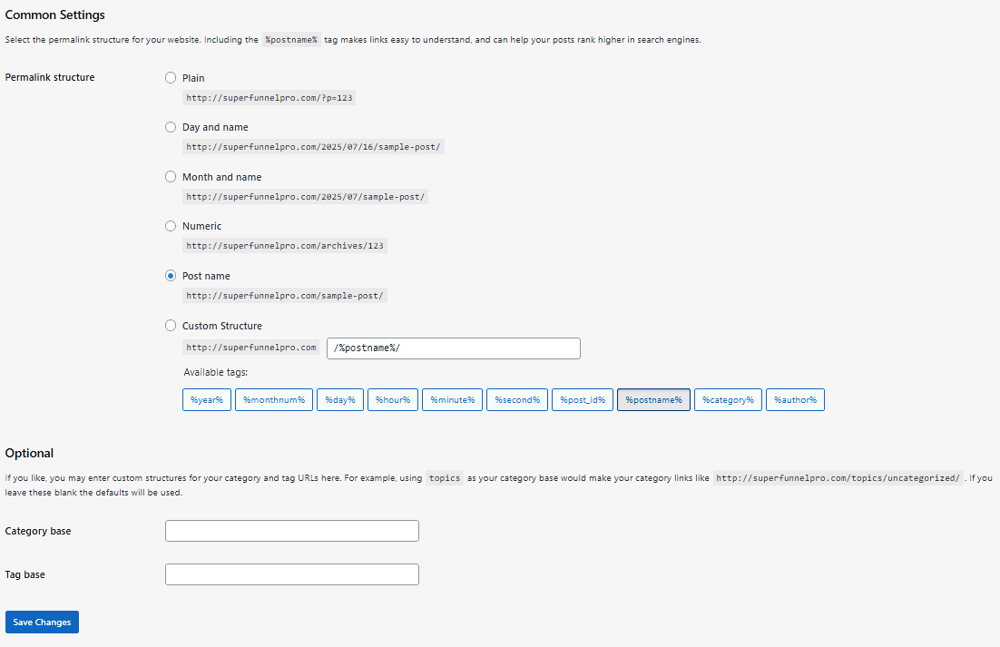 Common Settings
Select the permalink structure for your website. Including the %postname% tag makes links easy to understand, and can help your posts rank higher in search engines.
Permalink structure
Plain
http://superfunnelpro.com/?p=123
Day and name
http://superfunnelpro.com/2025/07/16/sample-post/
Month and name
http://superfunnelpro.com/2025/07/sample-post/
Numeric
http://superfunnelpro.com/archives/123
Post name
http://superfunnelpro.com/sample-post/
Custom Structure
http://superfunnelpro.com /%postname%/
Available tags:
%year% %monthnum% %day% %hour% %minute% %second% %post_id% %postname% %category% %author%
Optional
If you like, you may enter custom structures for your category and tag URLs here. For example, using topics as your category base would make your category links like http://superfunnelpro.com/topics/uncategorized/ . If you
leave these blank the defaults will be used.
Category base
Tag base
Save Changes